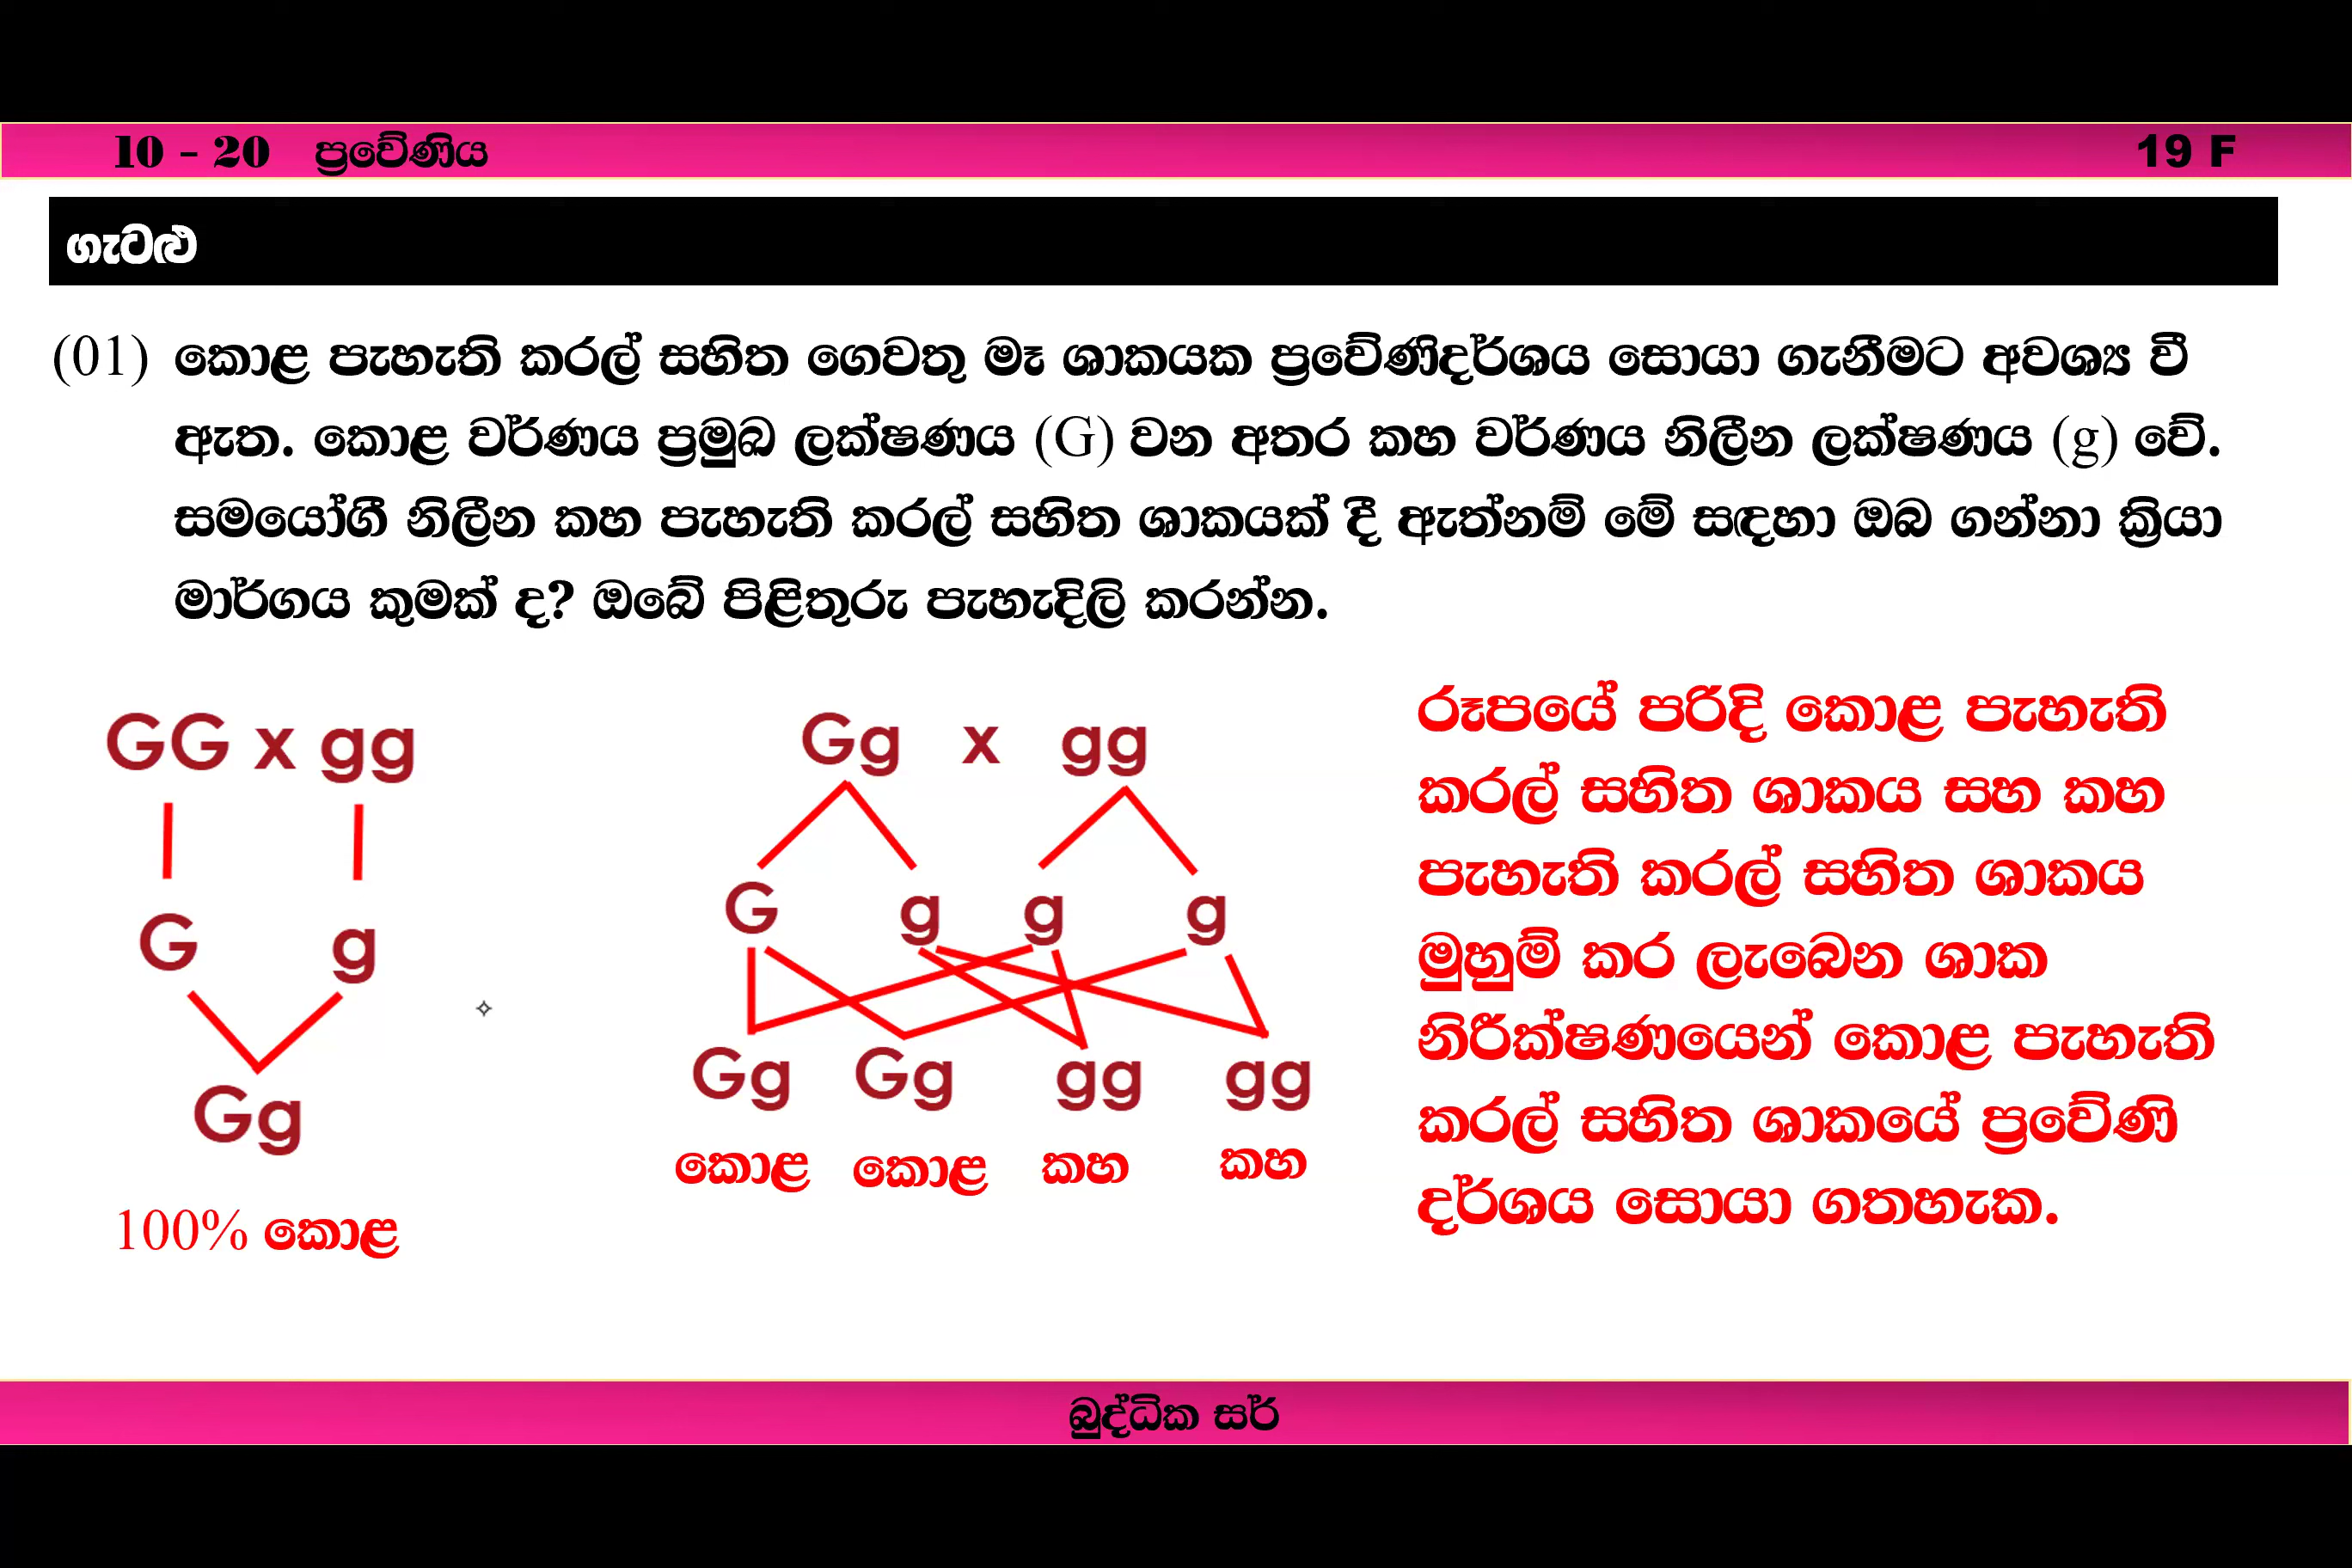 10 - 20 ප්‍රවේණිය
19 F
ගැටළු
(01) කොළ පැහැති කරල් සහිත ගෙවතු මෑ ශාකයක ප්‍රවේණිදර්ශය සොයා ගැනීමට අවශ්‍ය වී
ඇත. කොළ වර්ණය ප්‍රමුඛ ලක්ෂණය (G) වන අතර කහ වර්ණය නිලීන ලක්ෂණය (g) වේ.
සමයෝගී නිලීන කහ පැහැති කරල් සහිත ශාකයක් දී ඇත්නම් මේ සඳහා ඔබ ගන්නා ක්‍රියා
මාර්ගය කුමක් ද? ඔබේ පිළිතුරු පැහැදිලි කරන්න.
GG x gg
G g
Gg
100% කොළ
Gg x gg
G g g g
Gg Gg gg gg
කොළ කොළ කහ කහ
රූපයේ පරිදි කොළ පැහැති
කරල් සහිත ශාකය සහ කහ
පැහැති කරල් සහිත ශාකය
මුහුම් කර ලැබෙන ශාක
නිරීක්ෂණයෙන් කොළ පැහැති
කරල් සහිත ශාකයේ ප්‍රවේණි
දර්ශය සොයා ගතහැක.
බුද්ධික සර්